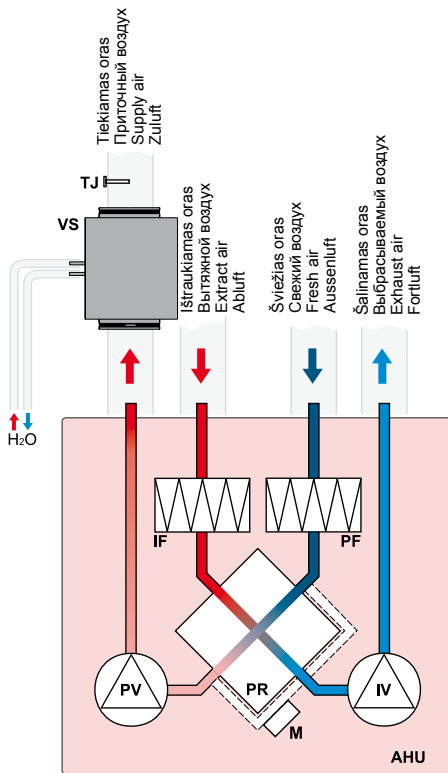 Tiekiamas oras
Приточный воздух
Supply air
Zuluft
TJ
VS
Ištraukiamas oras
Вытяжной воздух
Extract air
Abluft
Šviežias oras
Свежий воздух
Fresh air
Aussenluft
Šalinamas oras
Выбрасываемый воздух
Exhaust air
Fortluft
H₂O
IF
PF
PV
PR
IV
M
AHU